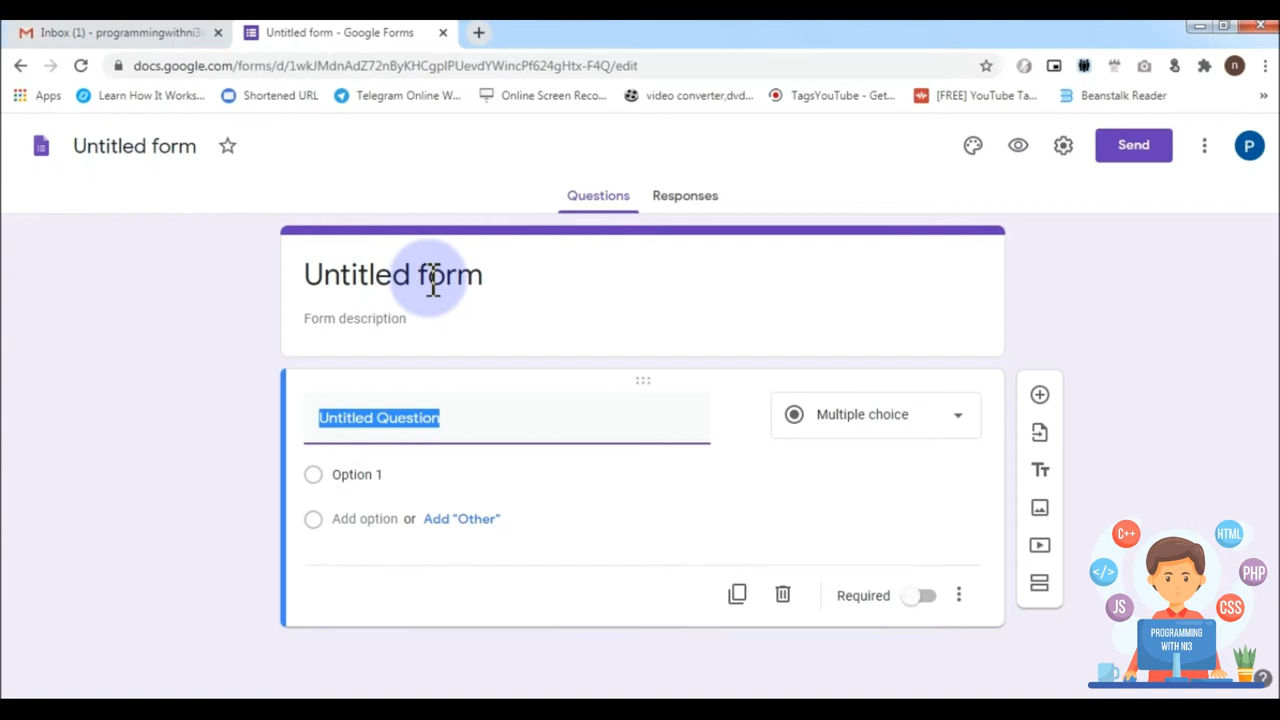 Inbox (1) - programmingwithni3
Untitled form - Google Forms
docs.google.com/forms/d/1wkJMdnAdZ72nByKHCgplPUevdYWincPf624gHtx-F4Q/edit
n
Apps
Learn How It Works...
Shortened URL
Telegram Online W...
Online Screen Reco...
video converter,dvd...
TagsYouTube - Get...
[FREE] YouTube Ta...
Beanstalk Reader
»
Untitled form
Send
P
Questions
Responses
Untitled form
Form description
Untitled Question
Multiple choice
Option 1
Add option or Add "Other"
Required
Tт
C++
HTML
</>
PHP
JS
CSS
PROGRAMMING
WITH NI3
?